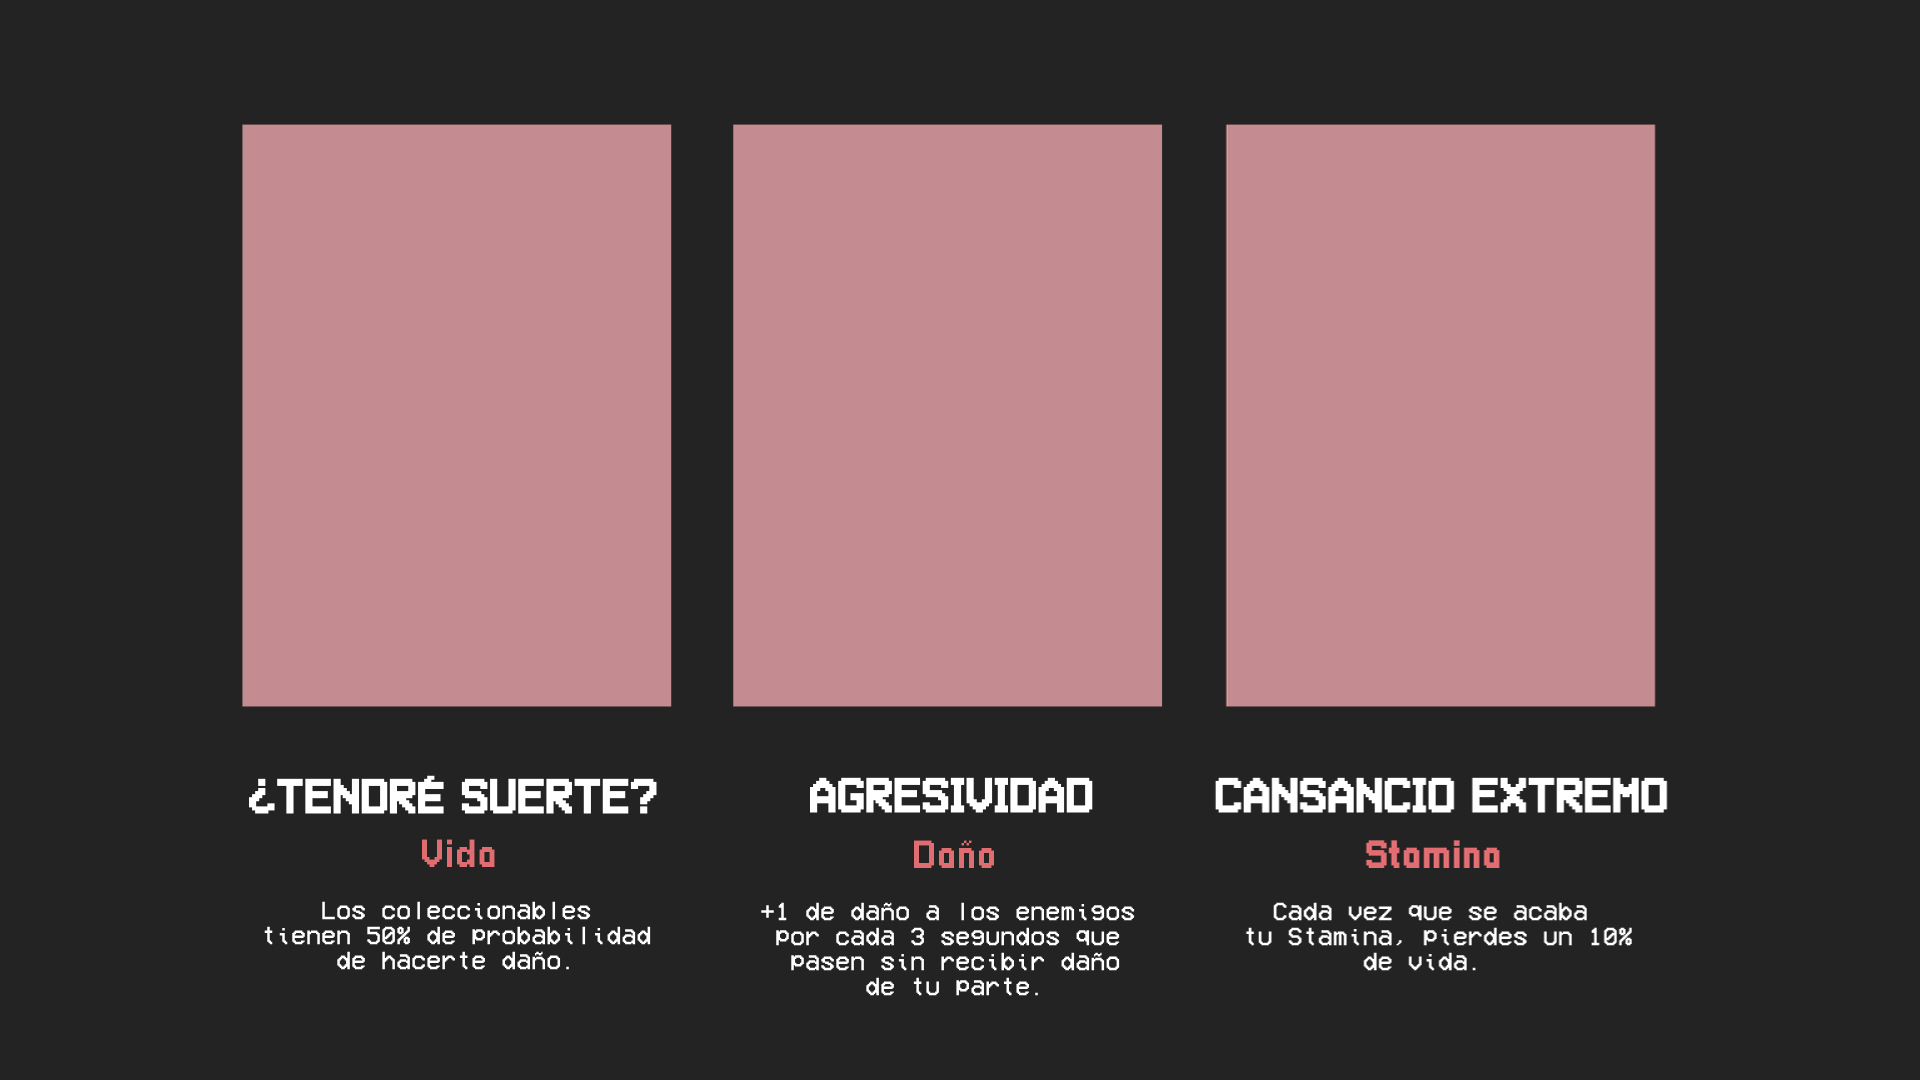 ¿TENDRÉ SUERTE?
Vida
Los coleccionables
tienen 50% de probabilidad
de hacerte daño.
AGRESIVIDAD
Daño
+1 de daño a los enemigos
por cada 3 segundos que
pasen sin recibir daño
de tu parte.
CANSANCIO EXTREMO
Stamina
Cada vez que se acaba
tu Stamina, pierdes un 10%
de vida.